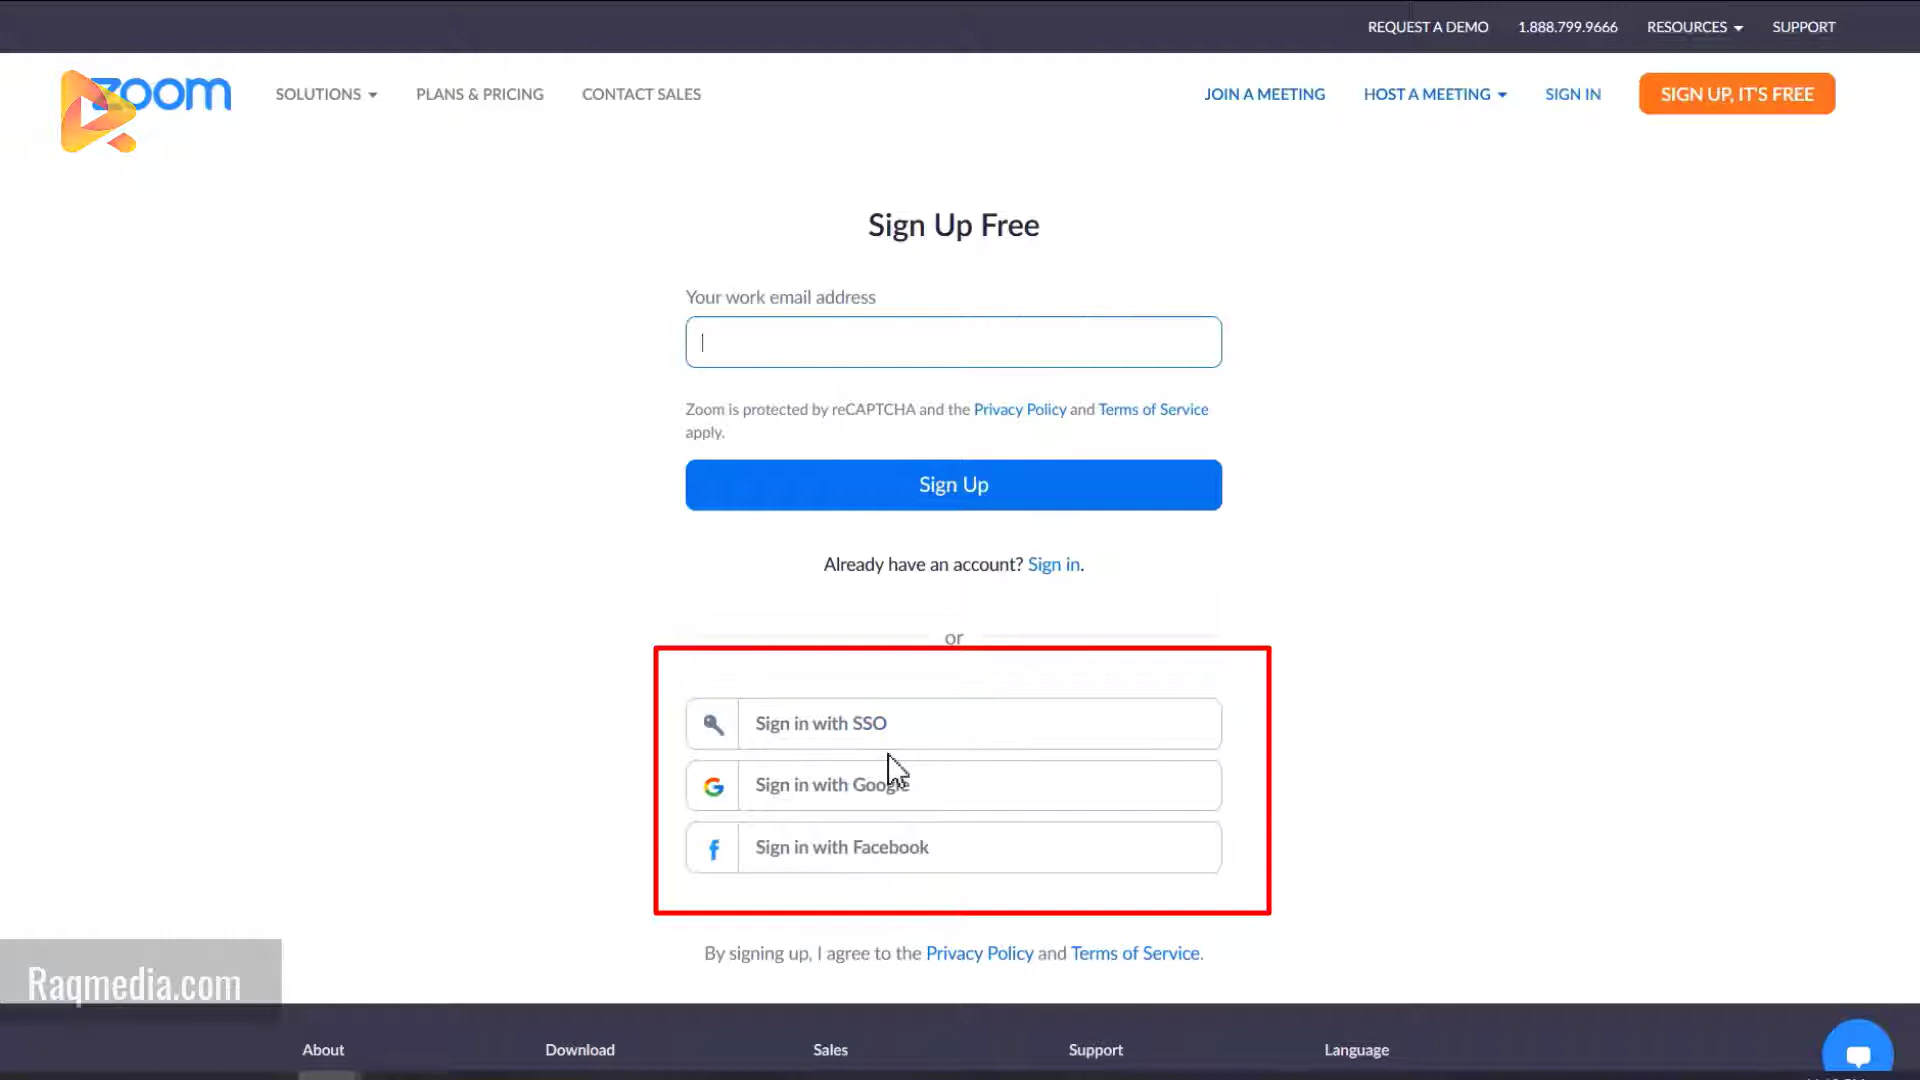 REQUEST A DEMO 1.888.799.9666 RESOURCES SUPPORT
zoom SOLUTIONS PLANS & PRICING CONTACT SALES JOIN A MEETING HOST A MEETING SIGN IN SIGN UP, IT'S FREE
Sign Up Free
Your work email address
Zoom is protected by reCAPTCHA and the Privacy Policy and Terms of Service
apply.
Sign Up
Already have an account? Sign in.
or
Sign in with SSO
Sign in with Google
Sign in with Facebook
By signing up, I agree to the Privacy Policy and Terms of Service.
Raqmedia.com
About Download Sales Support Language